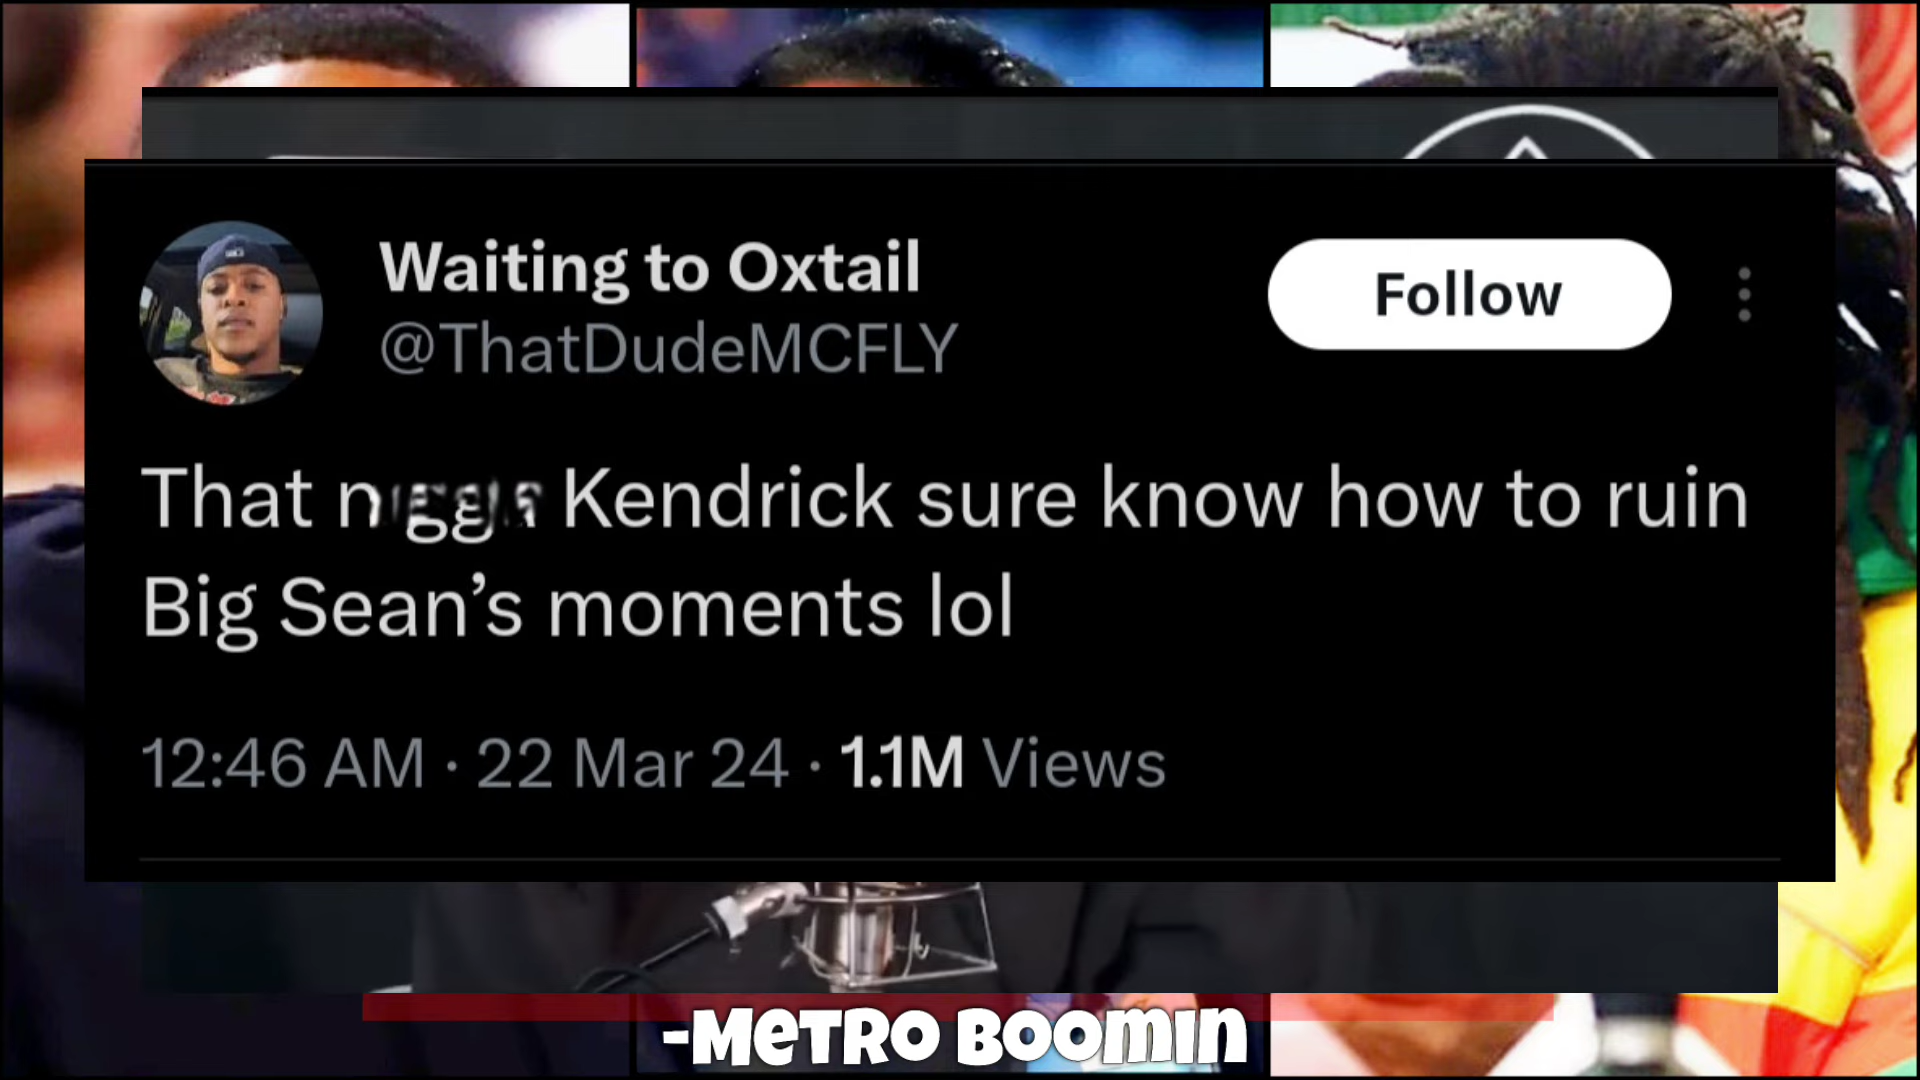 Waiting to Oxtail
@ThatDudeMCFLY
Follow
That Kendrick sure know how to ruin
Big Sean’s moments lol
12:46 AM · 22 Mar 24 · 1.1M Views
-METRO BOOMIN